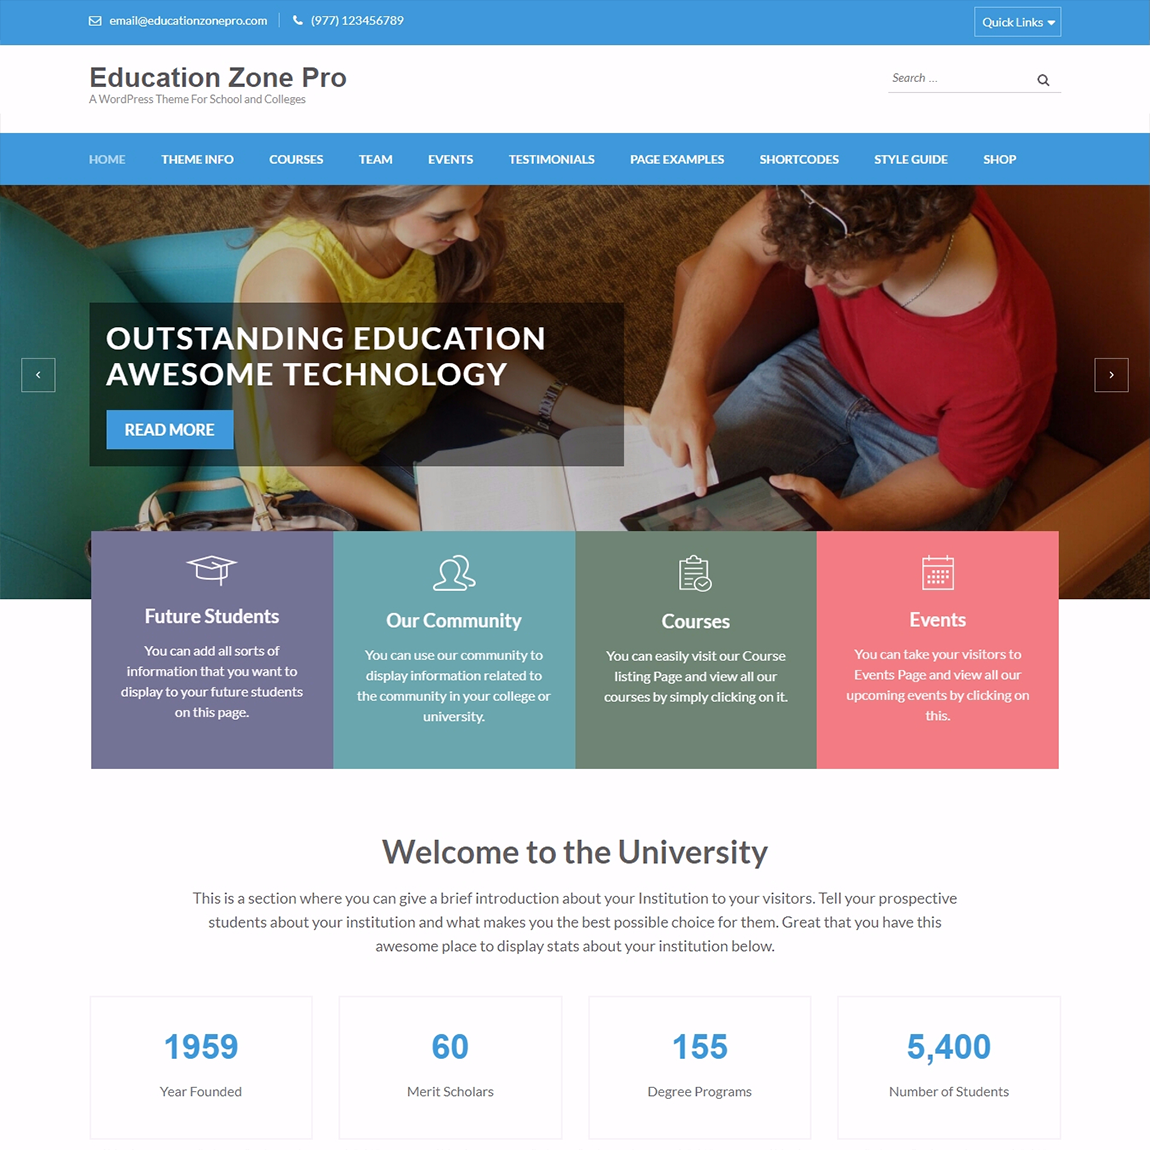 email@educationzonepro.com
(977) 123456789
Quick Links
Education Zone Pro
A WordPress Theme For School and Colleges
Search ...
HOME THEME INFO COURSES TEAM EVENTS TESTIMONIALS PAGE EXAMPLES SHORTCODES STYLE GUIDE SHOP
OUTSTANDING EDUCATION
AWESOME TECHNOLOGY
READ MORE
Future Students
You can add all sorts of
information that you want to
display to your future students
on this page.
Our Community
You can use our community to
display information related to
the community in your college or
university.
Courses
You can easily visit our Course
listing Page and view all our
courses by simply clicking on it.
Events
You can take your visitors to
Events Page and view all our
upcoming events by clicking on
this.
Welcome to the University
This is a section where you can give a brief introduction about your Institution to your visitors. Tell your prospective
students about your institution and what makes you the best possible choice for them. Great that you have this
awesome place to display stats about your institution below.
1959
Year Founded
60
Merit Scholars
155
Degree Programs
5,400
Number of Students